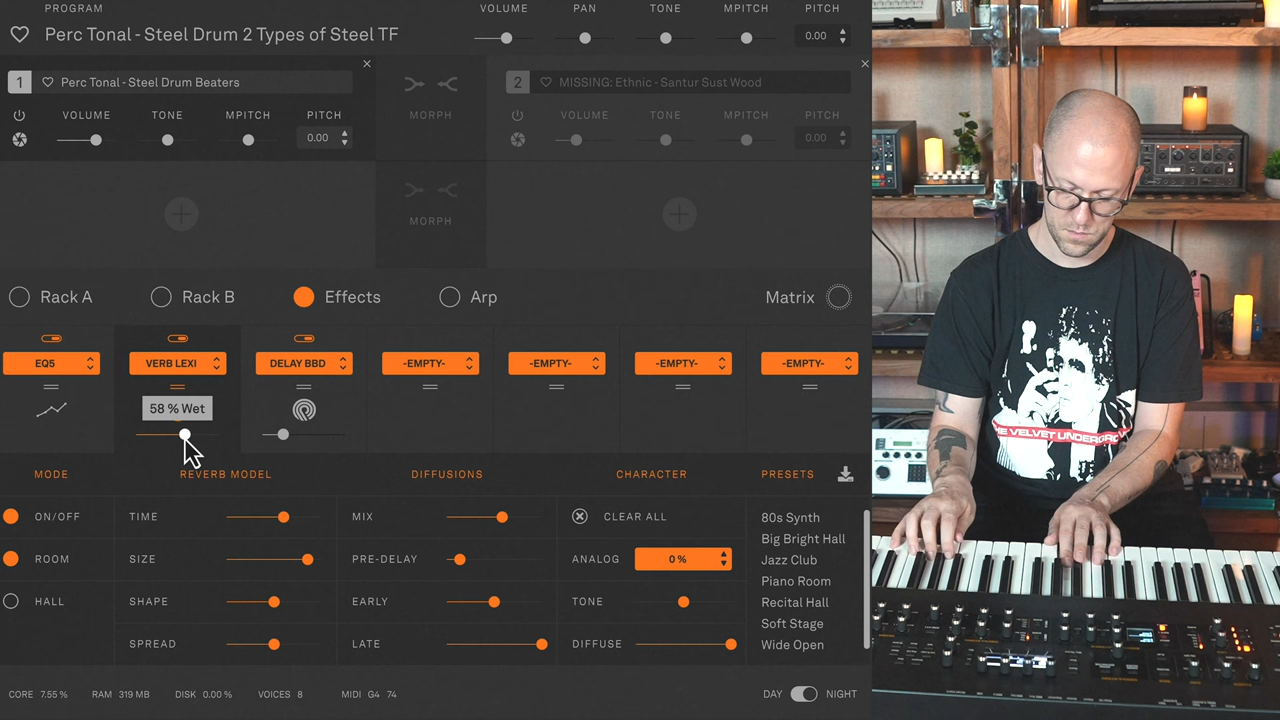 PROGRAM
VOLUME PAN TONE MPITCH PITCH
Perc Tonal - Steel Drum 2 Types of Steel TF
0.00
1 Perc Tonal - Steel Drum Beaters
2 MISSING: Ethnic - Santur Sust Wood
VOLUME TONE MPITCH PITCH
MORPH
VOLUME TONE MPITCH PITCH
0.00
0.00
MORPH
Rack A Rack B Effects Arp Matrix
EQ5 VERB LEXI DELAY BBD -EMPTY- -EMPTY- -EMPTY- -EMPTY-
58 % Wet
MODE REVERB MODEL DIFFUSIONS CHARACTER PRESETS
ON/OFF TIME MIX CLEAR ALL 80s Synth
Big Bright Hall
ROOM SIZE PRE-DELAY ANALOG 0 % Jazz Club
Piano Room
HALL SHAPE EARLY TONE Recital Hall
Soft Stage
SPREAD LATE DIFFUSE Wide Open
CORE 7.55 % RAM 319 MB DISK 0.00 % VOICES 8 MIDI G4 74 DAY NIGHT
THE VELVET UNDERGRO